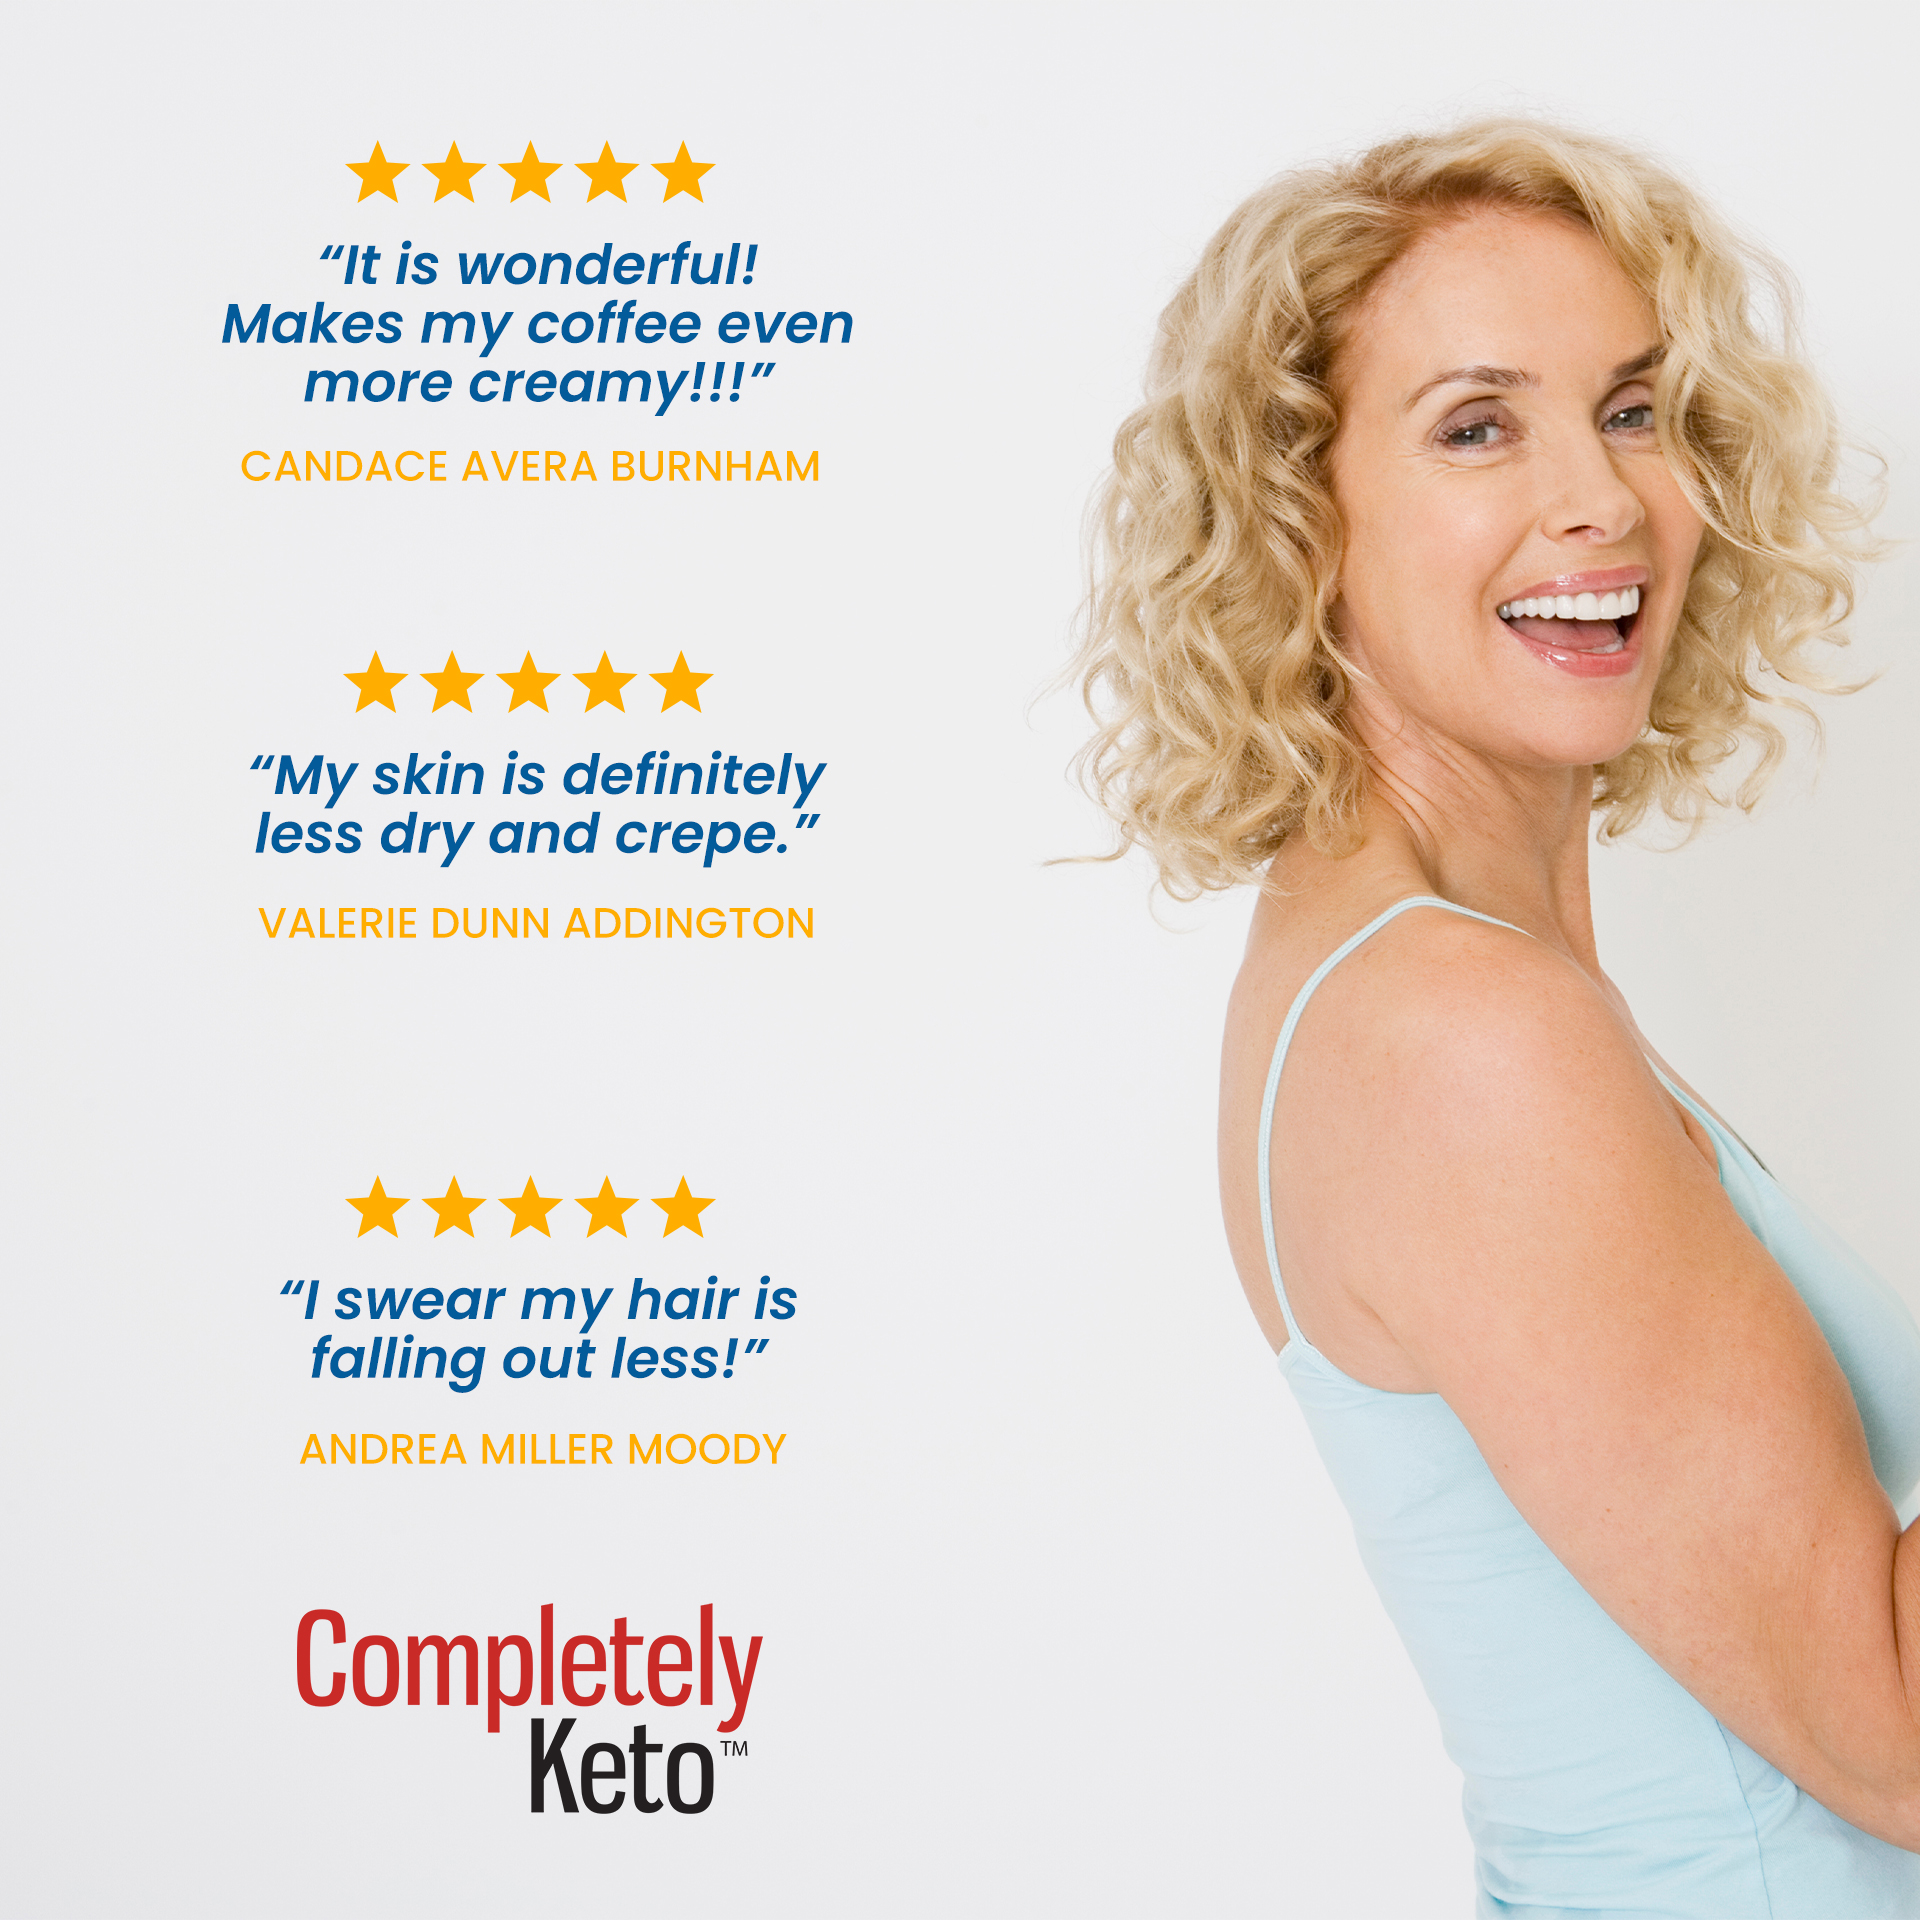 “It is wonderful!
Makes my coffee even
more creamy!!!”
CANDACE AVERA BURNHAM
“My skin is definitely
less dry and crepe.”
VALERIE DUNN ADDINGTON
“I swear my hair is
falling out less!”
ANDREA MILLER MOODY
Completely
Keto™